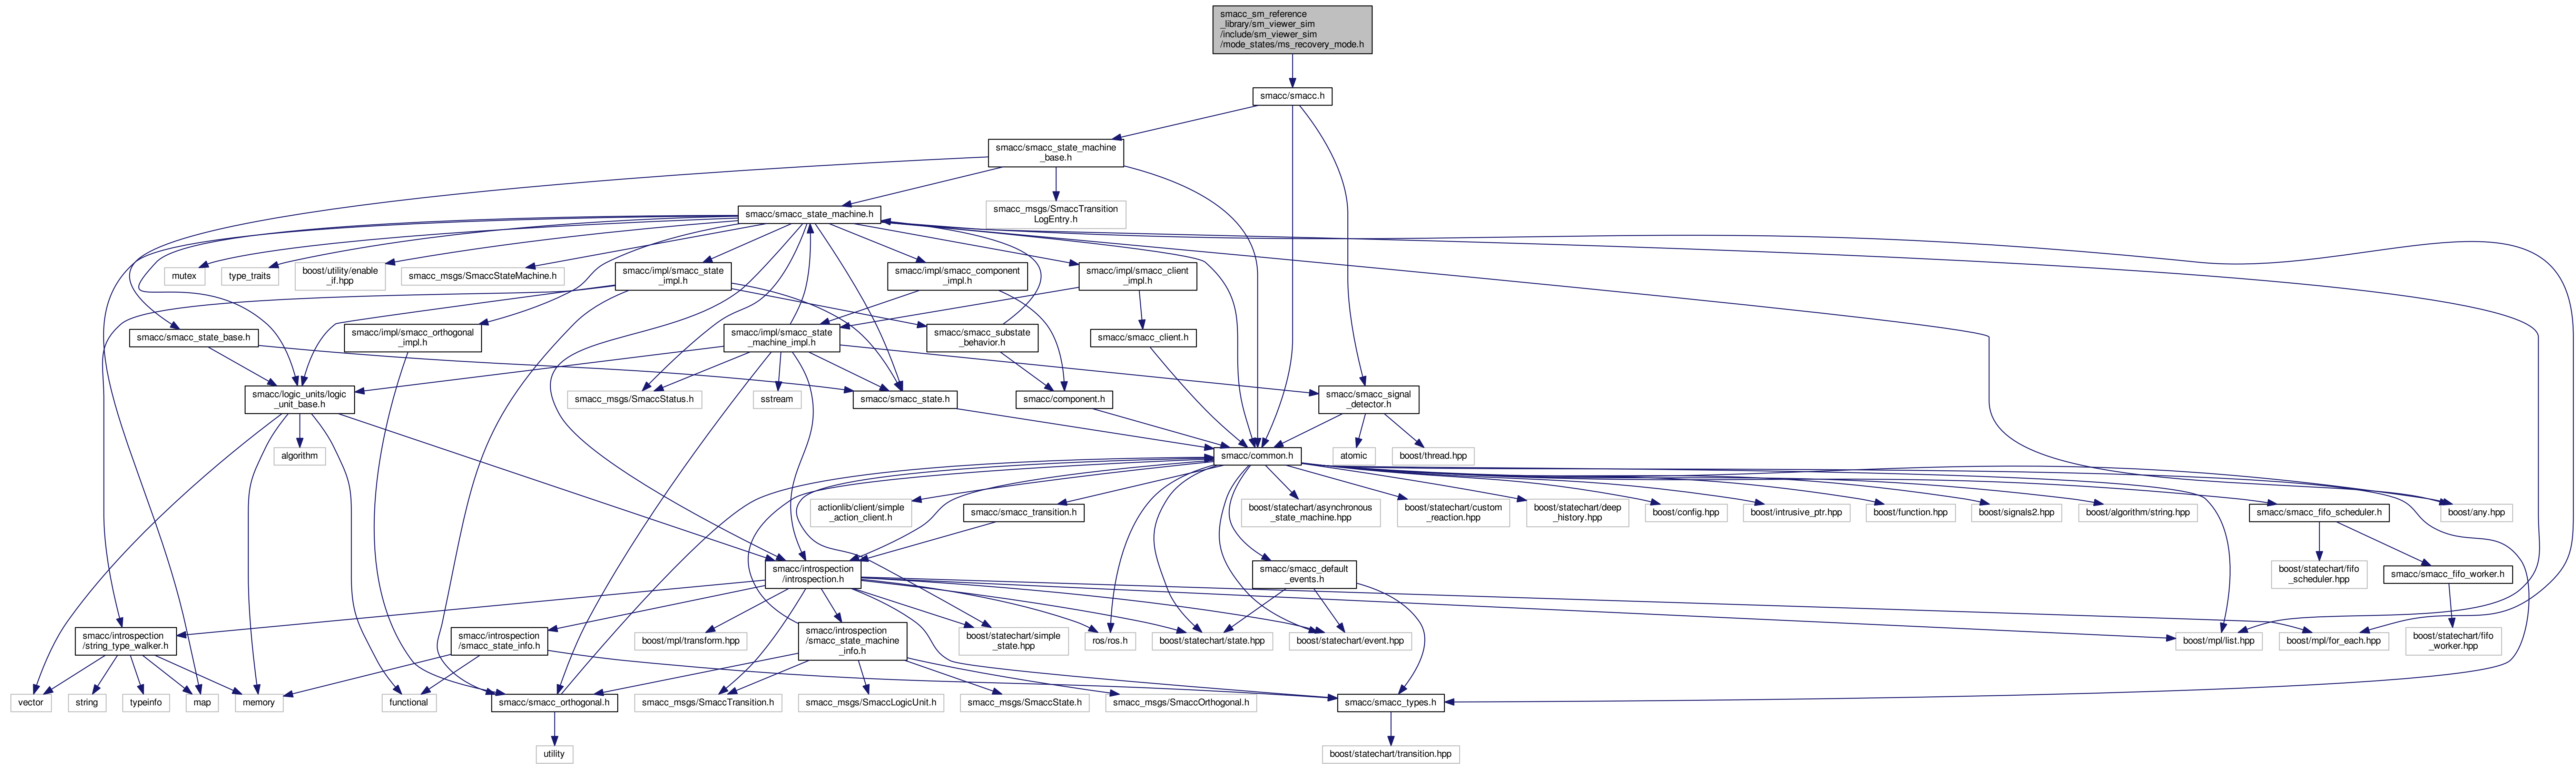 smacc_sm_reference
_library/sm_viewer_sim
/include/sm_viewer_sim
/mode_states/ms_recovery_mode.h
smacc/smacc.h
smacc/smacc_state_machine
_base.h
smacc/smacc_state_machine.h
smacc_msgs/SmaccTransition
LogEntry.h
mutex
type_traits
boost/utility/enable
_if.hpp
smacc_msgs/SmaccStateMachine.h
smacc/impl/smacc_state
_impl.h
smacc/impl/smacc_component
_impl.h
smacc/impl/smacc_client
_impl.h
smacc/smacc_state_base.h
smacc/impl/smacc_orthogonal
_impl.h
smacc/impl/smacc_state
_machine_impl.h
smacc/smacc_substate
_behavior.h
smacc/smacc_client.h
smacc/logic_units/logic
_unit_base.h
smacc_msgs/SmaccStatus.h
sstream
smacc/smacc_state.h
smacc/component.h
smacc/smacc_signal
_detector.h
algorithm
smacc/common.h
atomic
boost/thread.hpp
actionlib/client/simple
_action_client.h
smacc/smacc_transition.h
boost/statechart/asynchronous
_state_machine.hpp
boost/statechart/custom
_reaction.hpp
boost/statechart/deep
_history.hpp
boost/config.hpp
boost/intrusive_ptr.hpp
boost/function.hpp
boost/signals2.hpp
boost/algorithm/string.hpp
smacc/smacc_fifo_scheduler.h
boost/any.hpp
smacc/introspection
/introspection.h
smacc/smacc_default
_events.h
boost/statechart/fifo
_scheduler.hpp
smacc/smacc_fifo_worker.h
smacc/introspection
/string_type_walker.h
smacc/introspection
/smacc_state_info.h
boost/mpl/transform.hpp
smacc/introspection
/smacc_state_machine
_info.h
boost/statechart/simple
_state.hpp
ros/ros.h
boost/statechart/state.hpp
boost/statechart/event.hpp
boost/mpl/list.hpp
boost/mpl/for_each.hpp
boost/statechart/fifo
_worker.hpp
vector
string
typeinfo
map
memory
functional
smacc/smacc_orthogonal.h
smacc_msgs/SmaccTransition.h
smacc_msgs/SmaccLogicUnit.h
smacc_msgs/SmaccState.h
smacc_msgs/SmaccOrthogonal.h
smacc/smacc_types.h
utility
boost/statechart/transition.hpp